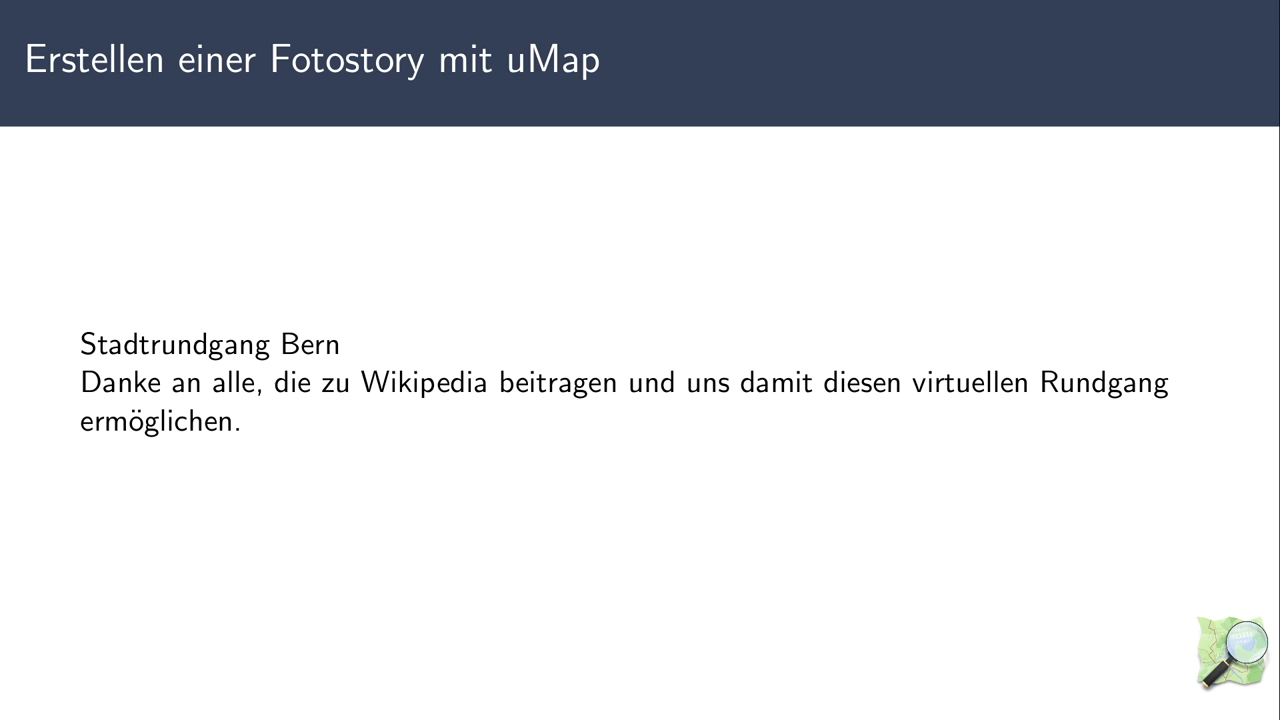 Erstellen einer Fotostory mit uMap
Stadtrundgang Bern
Danke an alle, die zu Wikipedia beitragen und uns damit diesen virtuellen Rundgang
ermöglichen.